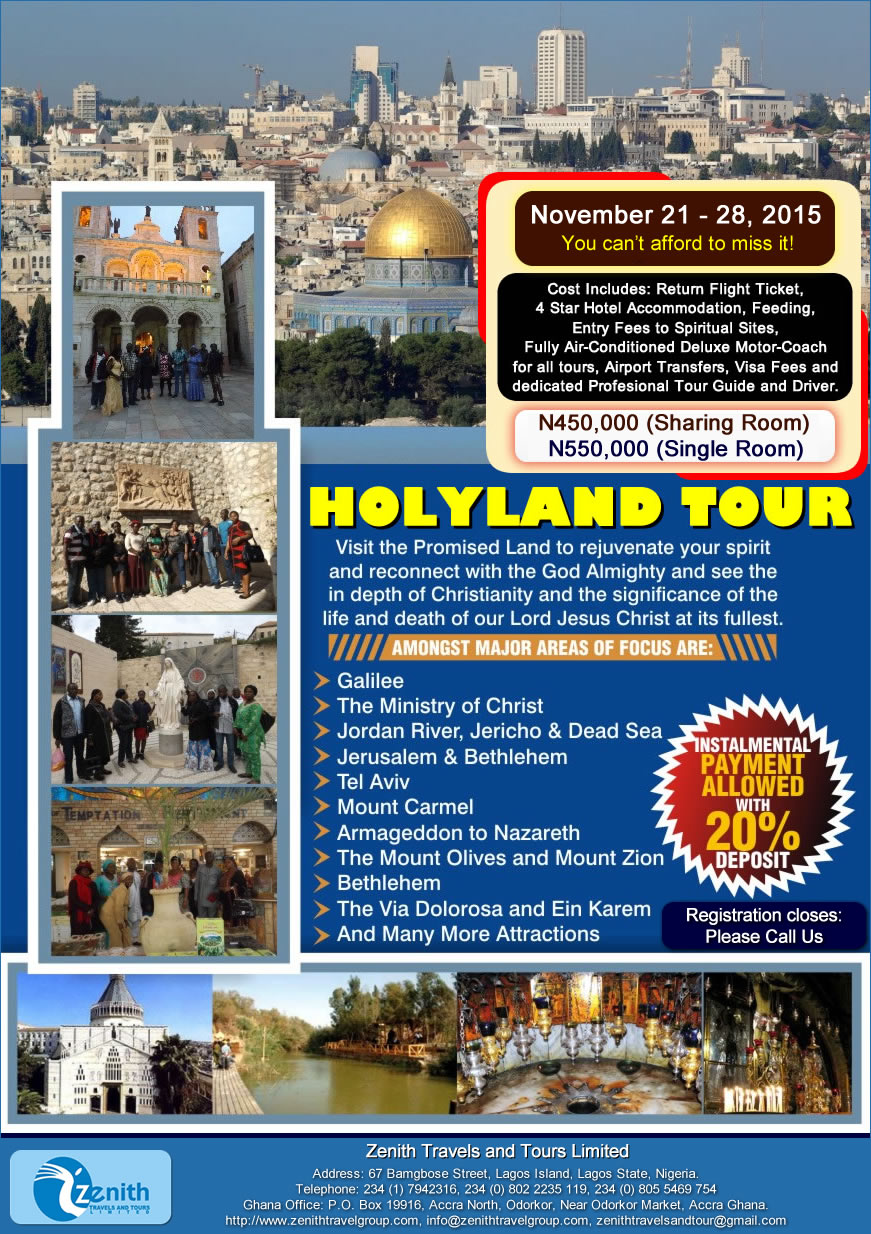 November 21 - 28, 2015
You can't afford to miss it!
Cost Includes: Return Flight Ticket,
4 Star Hotel Accommodation, Feeding,
Entry Fees to Spiritual Sites,
Fully Air-Conditioned Deluxe Motor-Coach
for all tours, Airport Transfers, Visa Fees and
dedicated Profesional Tour Guide and Driver.
N450,000 (Sharing Room)
N550,000 (Single Room)
HOLYLAND TOUR
Visit the Promised Land to rejuvenate your spirit
and reconnect with the God Almighty and see the
in depth of Christianity and the significance of the
life and death of our Lord Jesus Christ at its fullest.
AMONGST MAJOR AREAS OF FOCUS ARE:
Galilee
The Ministry of Christ
Jordan River, Jericho & Dead Sea
Jerusalem & Bethlehem
Tel Aviv
Mount Carmel
Armageddon to Nazareth
The Mount Olives and Mount Zion
Bethlehem
The Via Dolorosa and Ein Karem
And Many More Attractions
INSTALMENTAL
PAYMENT
ALLOWED
WITH
20%
DEPOSIT
Registration closes:
Please Call Us
TEMPTATION
Zenith
TRAVELS AND TOURS
LIMITED
Zenith Travels and Tours Limited
Address: 67 Bamgbose Street, Lagos Island, Lagos State, Nigeria.
Telephone: 234 (1) 7942316, 234 (0) 802 2235 119, 234 (0) 805 5469 754
Ghana Office: P.O. Box 19916, Accra North, Odorkor, Near Odorkor Market, Accra Ghana.
http://www.zenithtravelgroup.com, info@zenithtravelgroup.com, zenithtravelsandtour@gmail.com